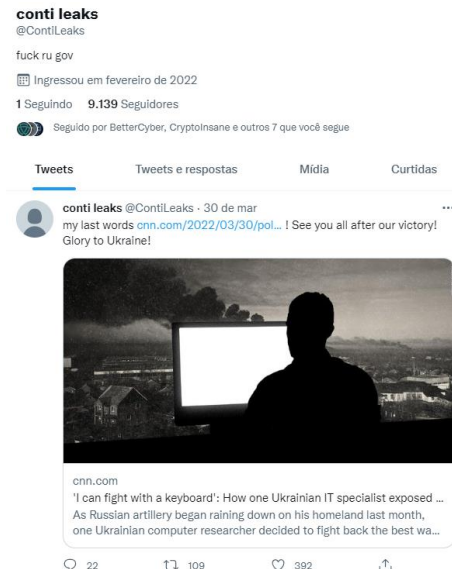 conti leaks
@ContiLeaks
fuck ru gov
Ingressou em fevereiro de 2022
1 Seguindo 9.139 Seguidores
Seguido por BetterCyber, CryptoInsane e outros 7 que você segue
Tweets Tweets e respostas Mídia Curtidas
conti leaks @ContiLeaks · 30 de mar ...
my last words cnn.com/2022/03/30/pol... ! See you all after our victory!
Glory to Ukraine!
cnn.com
'I can fight with a keyboard': How one Ukrainian IT specialist exposed ...
As Russian artillery began raining down on his homeland last month,
one Ukrainian computer researcher decided to fight back the best wa...
22 109 392